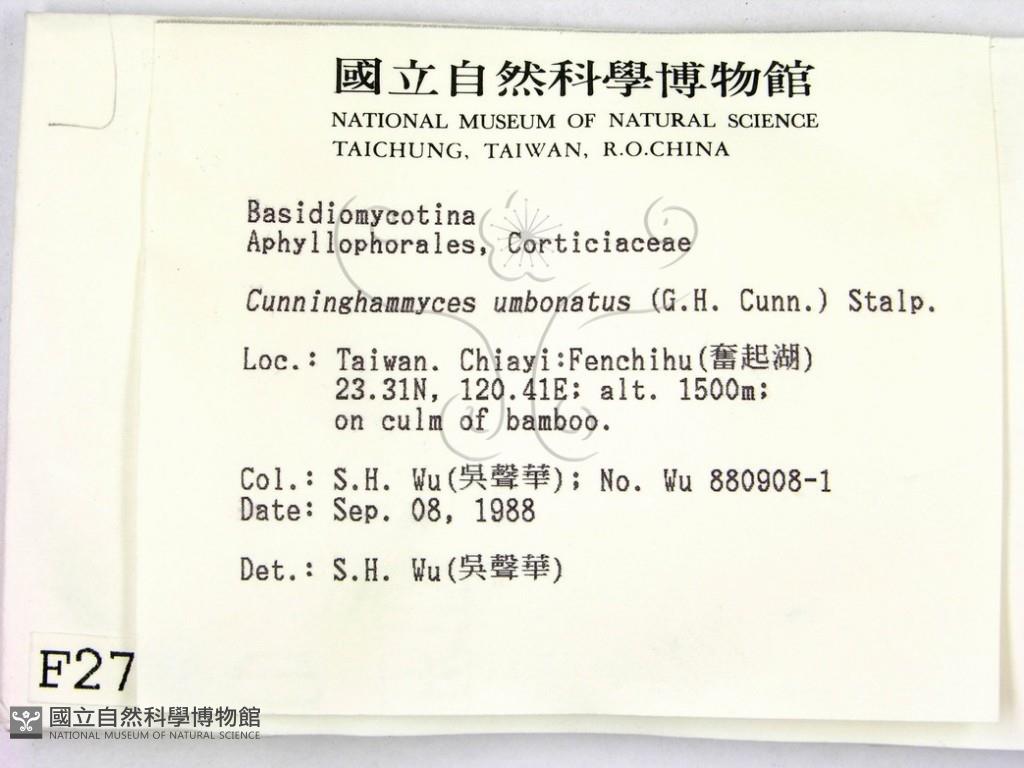 國立自然科學博物館
NATIONAL MUSEUM OF NATURAL SCIENCE
TAICHUNG, TAIWAN, R.O.CHINA
Basidiomycotina
Aphyllophorales, Corticiaceae
Cunninghammyces umbonatus (G.H. Cunn.) Stalp.
Loc.: Taiwan. Chiayi:Fenchihu(奮起湖)
23.31N, 120.41E; alt. 1500m;
on culm of bamboo.
Col.: S.H. Wu(吳聲華); No. Wu 880908-1
Date: Sep. 08, 1988
Det.: S.H. Wu(吳聲華)
F27
國立自然科學博物館
NATIONAL MUSEUM OF NATURAL SCIENCE